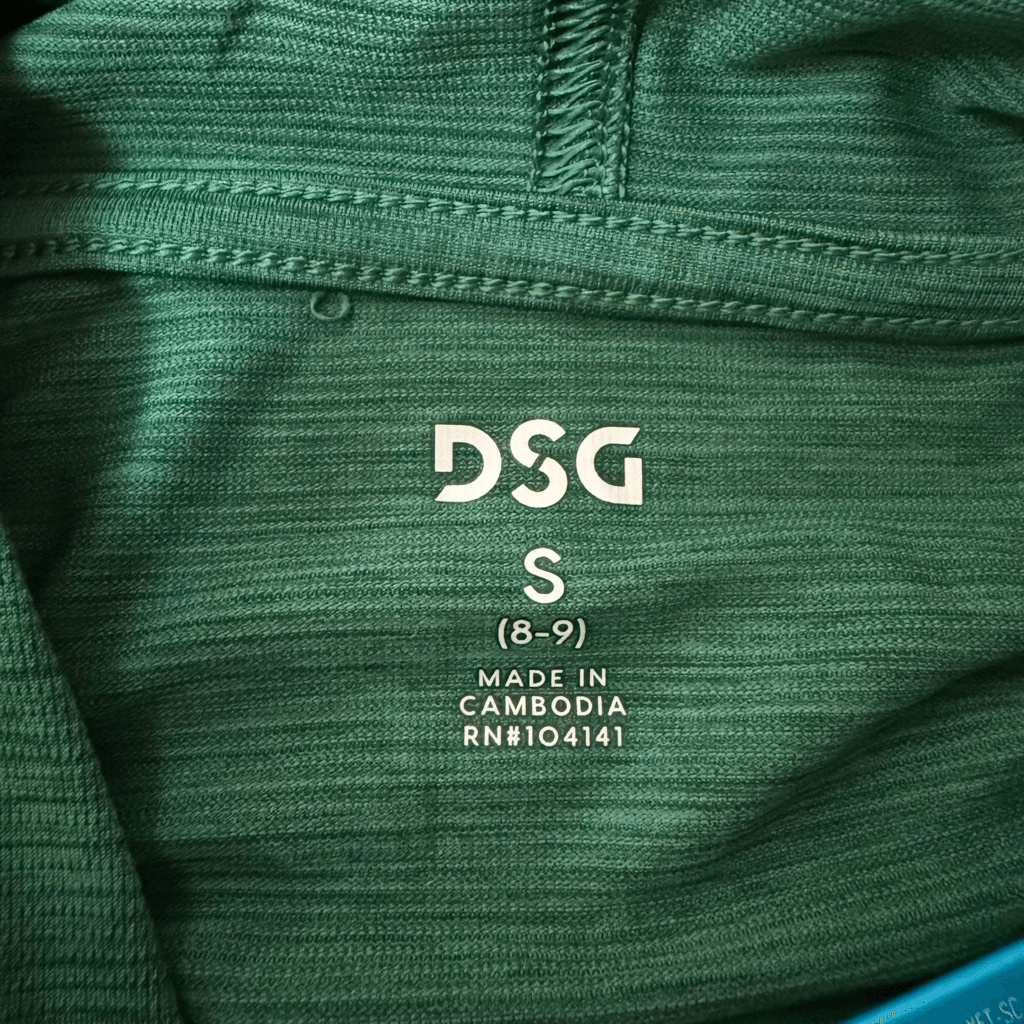 DSG
S
(8-9)
MADE IN
CAMBODIA
RN#104141